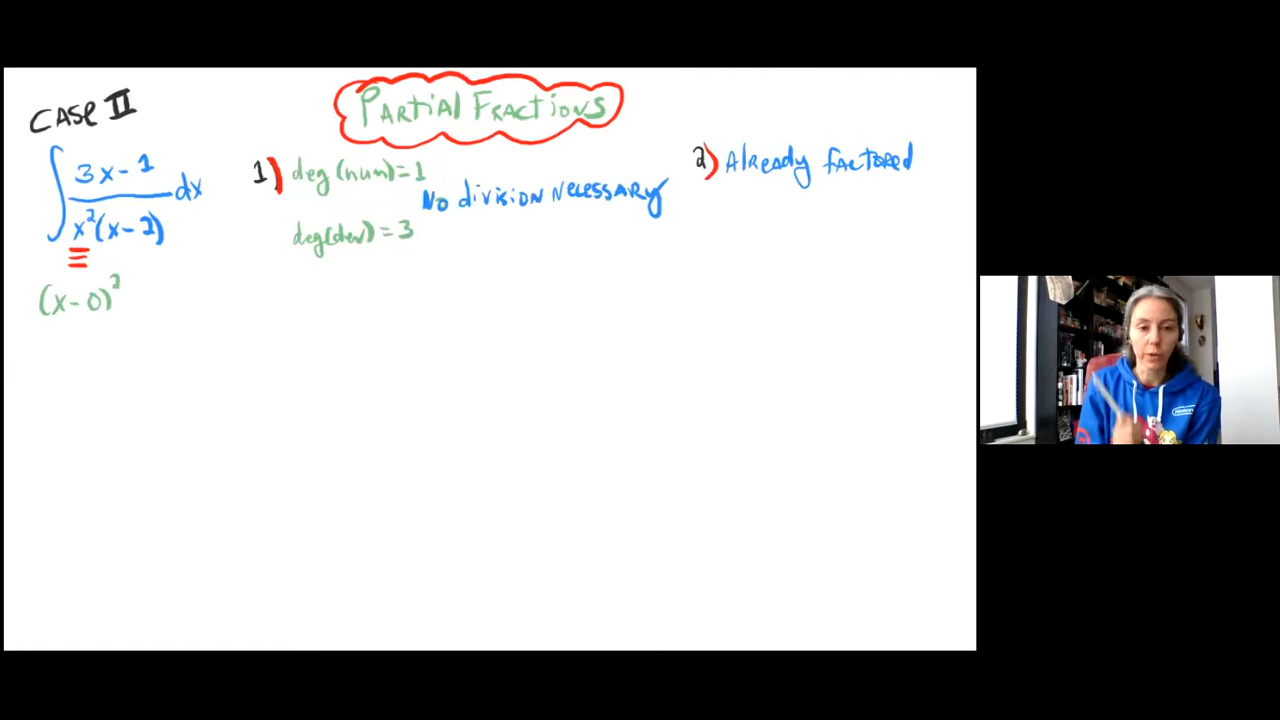 Partial Fractions
Case II
∫ 3x-1 / x²(x-2) dx
(x-0)²
1) deg(num)=1
No division necessary
deg(den)=3
2) Already factored